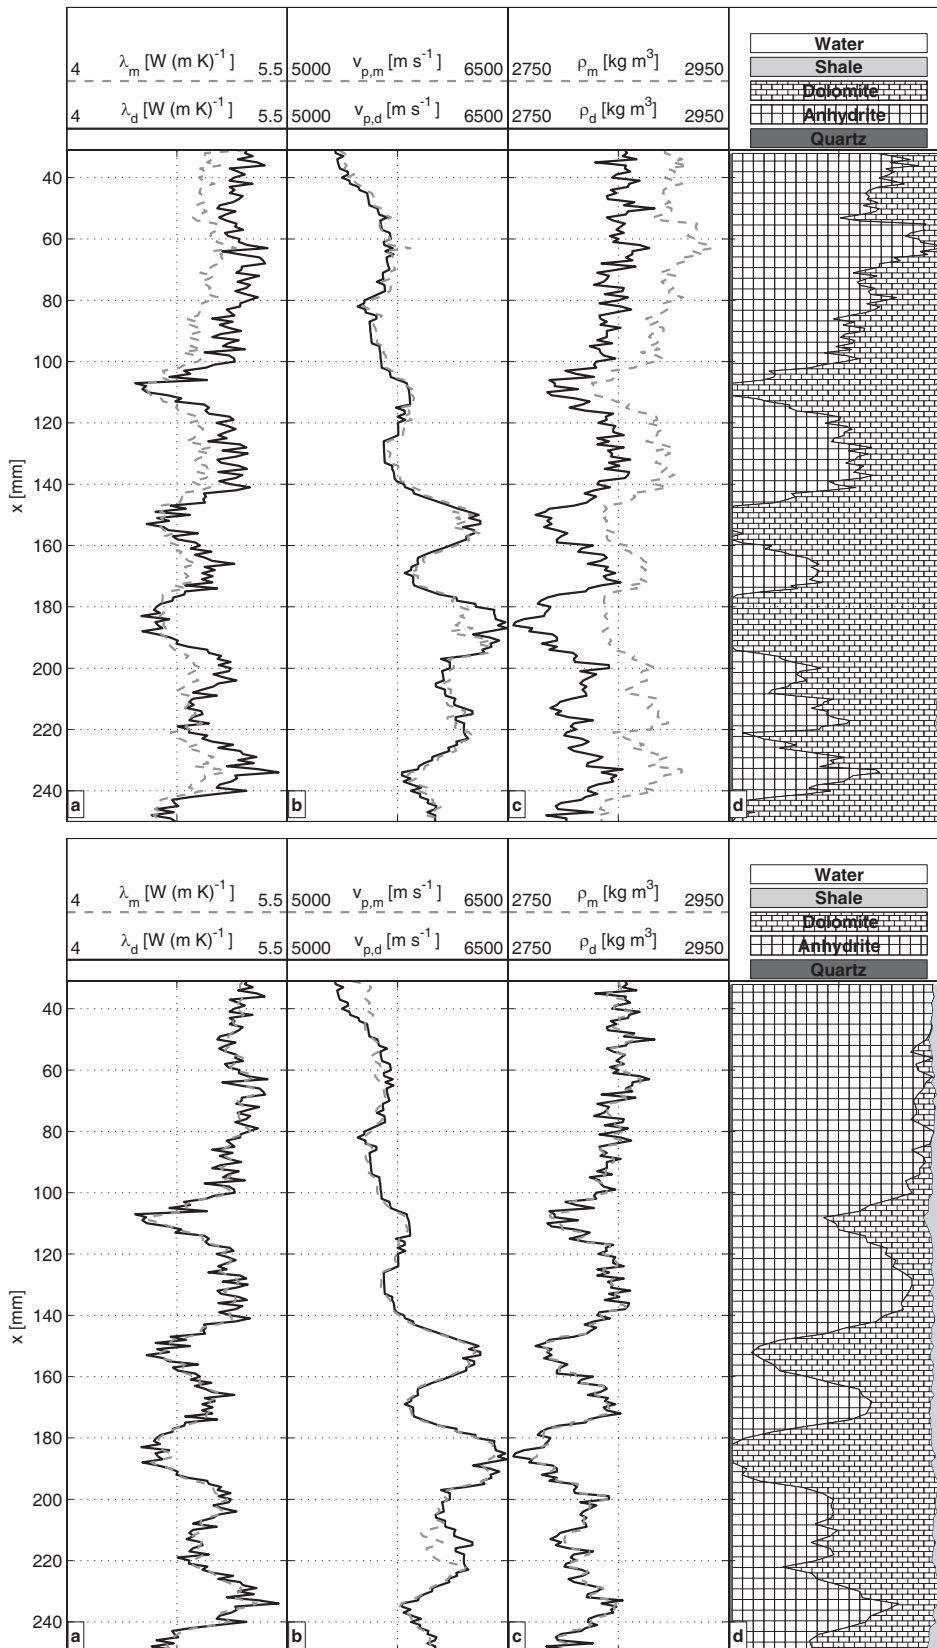 λm [W (m K)-1] 4 5.5
vp,m [m s-1] 5000 6500
ρm [kg m3] 2750 2950
λd [W (m K)-1] 4 5.5
vp,d [m s-1] 5000 6500
ρd [kg m3] 2750 2950
Water
Shale
Dolomite
Anhydrite
Quartz
40
60
80
100
120
140
160
180
200
220
240
x [mm]
a
b
c
d
λm [W (m K)-1] 4 5.5
vp,m [m s-1] 5000 6500
ρm [kg m3] 2750 2950
λd [W (m K)-1] 4 5.5
vp,d [m s-1] 5000 6500
ρd [kg m3] 2750 2950
Water
Shale
Dolomite
Anhydrite
Quartz
40
60
80
100
120
140
160
180
200
220
240
x [mm]
a
b
c
d